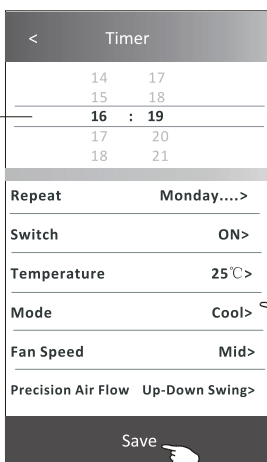 < Timer
14 17
15 18
16 : 19
17 20
18 21
Repeat Monday....>
Switch ON>
Temperature 25℃>
Mode Cool>
Fan Speed Mid>
Precision Air Flow Up-Down Swing>
Save